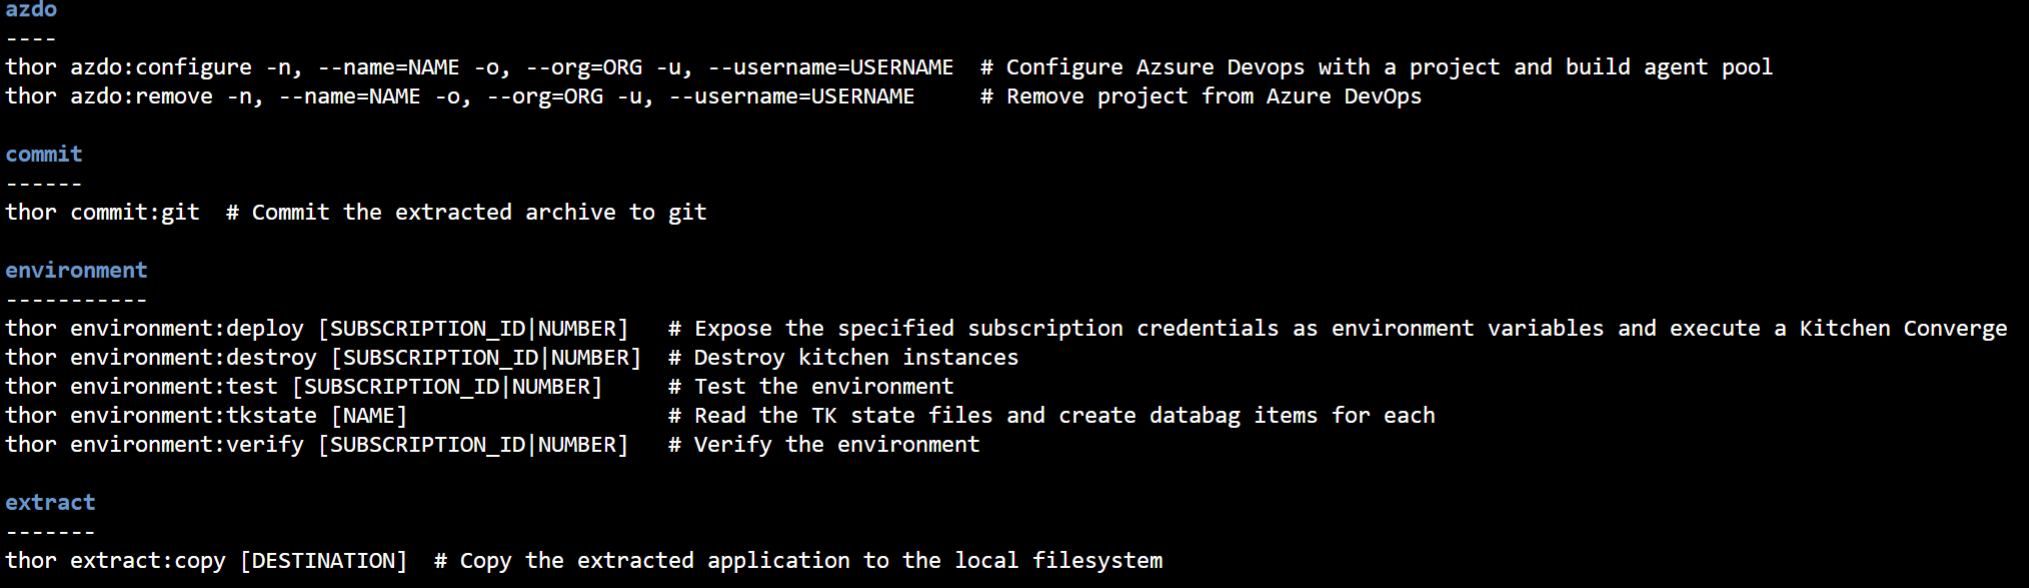 azdo
----
thor azdo:configure -n, --name=NAME -o, --org=ORG -u, --username=USERNAME  # Configure Azsure Devops with a project and build agent pool
thor azdo:remove -n, --name=NAME -o, --org=ORG -u, --username=USERNAME     # Remove project from Azure DevOps

commit
------
thor commit:git  # Commit the extracted archive to git

environment
-----------
thor environment:deploy [SUBSCRIPTION_ID|NUMBER]   # Expose the specified subscription credentials as environment variables and execute a Kitchen Converge
thor environment:destroy [SUBSCRIPTION_ID|NUMBER]  # Destroy kitchen instances
thor environment:test [SUBSCRIPTION_ID|NUMBER]     # Test the environment
thor environment:tkstate [NAME]                    # Read the TK state files and create databag items for each
thor environment:verify [SUBSCRIPTION_ID|NUMBER]   # Verify the environment

extract
-------
thor extract:copy [DESTINATION]  # Copy the extracted application to the local filesystem